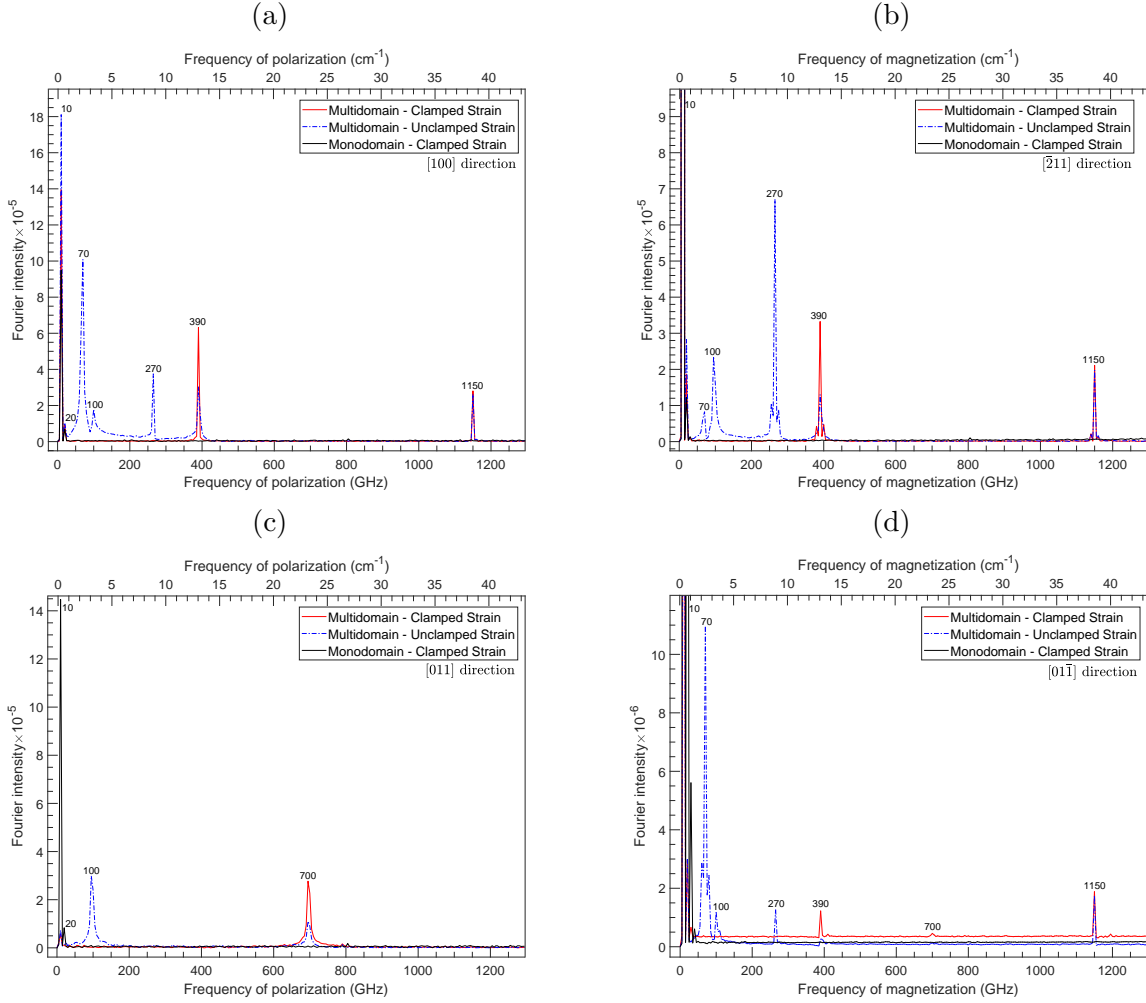 (a)
Frequency of polarization (cm⁻¹)
0 5 10 15 20 25 30 35 40
Fourier intensity×10⁻⁵
18
16
14
12
10
8
6
4
2
0
Multidomain - Clamped Strain
Multidomain - Unclamped Strain
Monodomain - Clamped Strain
[100] direction
10
70
20
100
270
390
1150
0 200 400 600 800 1000 1200
Frequency of polarization (GHz)
(b)
Frequency of magnetization (cm⁻¹)
0 5 10 15 20 25 30 35 40
Fourier intensity×10⁻⁵
9
8
7
6
5
4
3
2
1
0
Multidomain - Clamped Strain
Multidomain - Unclamped Strain
Monodomain - Clamped Strain
[2̅11] direction
10
70
100
270
390
1150
0 200 400 600 800 1000 1200
Frequency of magnetization (GHz)
(c)
Frequency of polarization (cm⁻¹)
0 5 10 15 20 25 30 35 40
Fourier intensity×10⁻⁵
14
12
10
8
6
4
2
0
Multidomain - Clamped Strain
Multidomain - Unclamped Strain
Monodomain - Clamped Strain
[011] direction
10
20
100
700
0 200 400 600 800 1000 1200
Frequency of polarization (GHz)
(d)
Frequency of magnetization (cm⁻¹)
0 5 10 15 20 25 30 35 40
Fourier intensity×10⁻⁶
10
8
6
4
2
0
Multidomain - Clamped Strain
Multidomain - Unclamped Strain
Monodomain - Clamped Strain
[011̅] direction
10
70
100
270
390
700
1150
0 200 400 600 800 1000 1200
Frequency of magnetization (GHz)